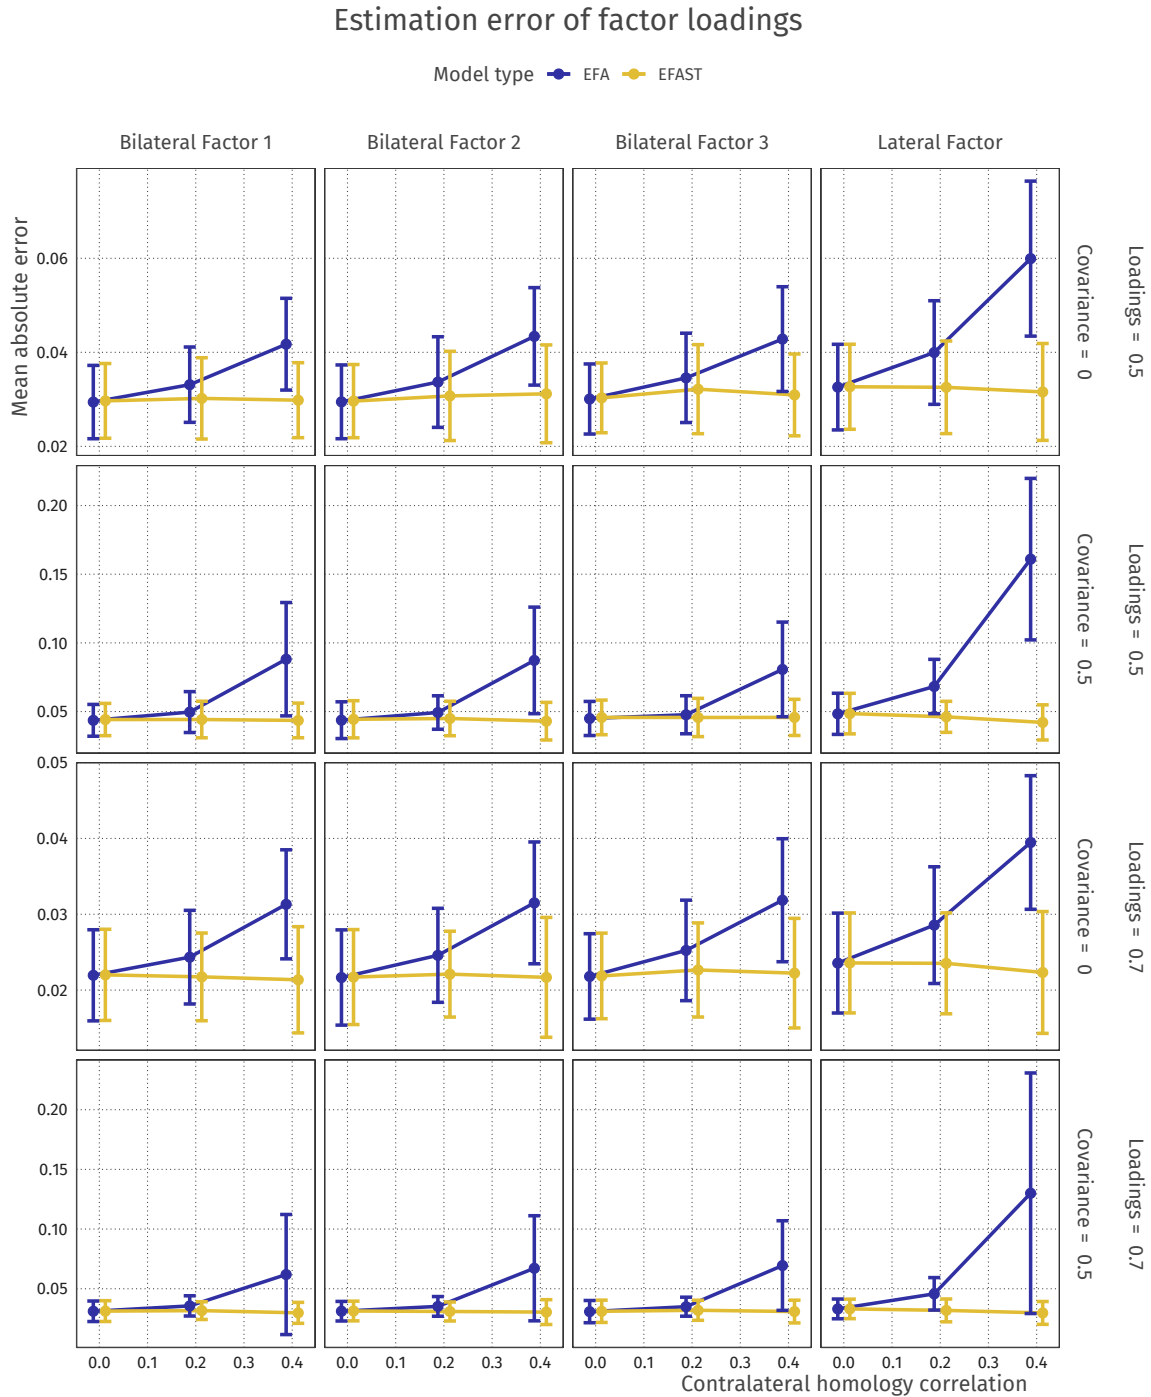 Estimation error of factor loadings
Model type EFA EFAST
Bilateral Factor 1 Bilateral Factor 2 Bilateral Factor 3 Lateral Factor
Mean absolute error
0.06
0.04
0.02
Covariance = 0
Loadings = 0.5
0.20
0.15
0.10
0.05
Covariance = 0.5
Loadings = 0.5
0.05
0.04
0.03
0.02
Covariance = 0
Loadings = 0.7
0.20
0.15
0.10
0.05
Covariance = 0.5
Loadings = 0.7
0.0 0.1 0.2 0.3 0.4 0.0 0.1 0.2 0.3 0.4 0.0 0.1 0.2 0.3 0.4 0.0 0.1 0.2 0.3 0.4
Contralateral homology correlation